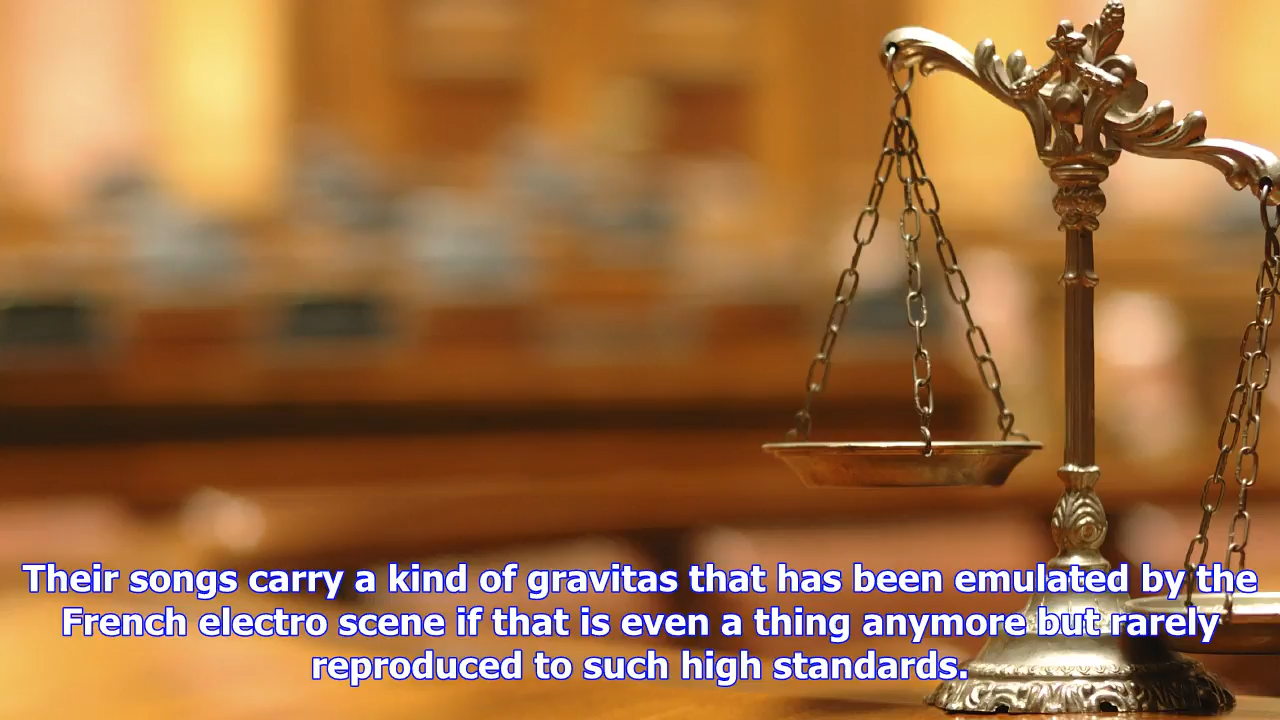 Their songs carry a kind of gravitas that has been emulated by the
French electro scene if that is even a thing anymore but rarely
reproduced to such high standards.